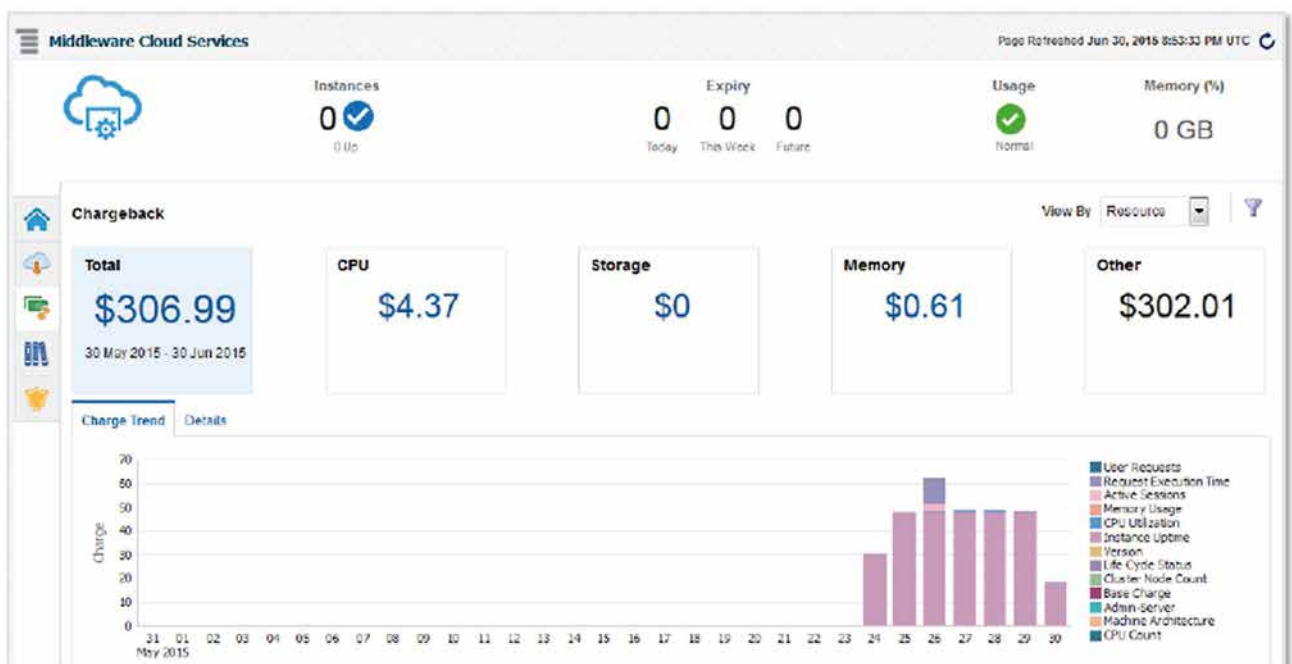 Middleware Cloud Services
Page Refreshed Jun 30, 2015 8:53:33 PM UTC
Instances
0
0 Up
Expiry
0 0 0
Today This Week Future
Usage
Normal
Memory (%)
0 GB
Chargeback
View By Resource
Total
$306.99
30 May 2015 - 30 Jun 2015
CPU
$4.37
Storage
$0
Memory
$0.61
Other
$302.01
Charge Trend Details
Charge
70
60
50
40
30
20
10
0
31 01 02 03 04 05 06 07 08 09 10 11 12 13 14 15 16 17 18 19 20 21 22 23 24 25 26 27 28 29 30
May 2015
User Requests
Request Execution Time
Active Sessions
Memory Usage
CPU Utilization
Instance Uptime
Version
Life Cycle Status
Cluster Node Count
Base Charge
Admin-Server
Machine Architecture
CPU Count